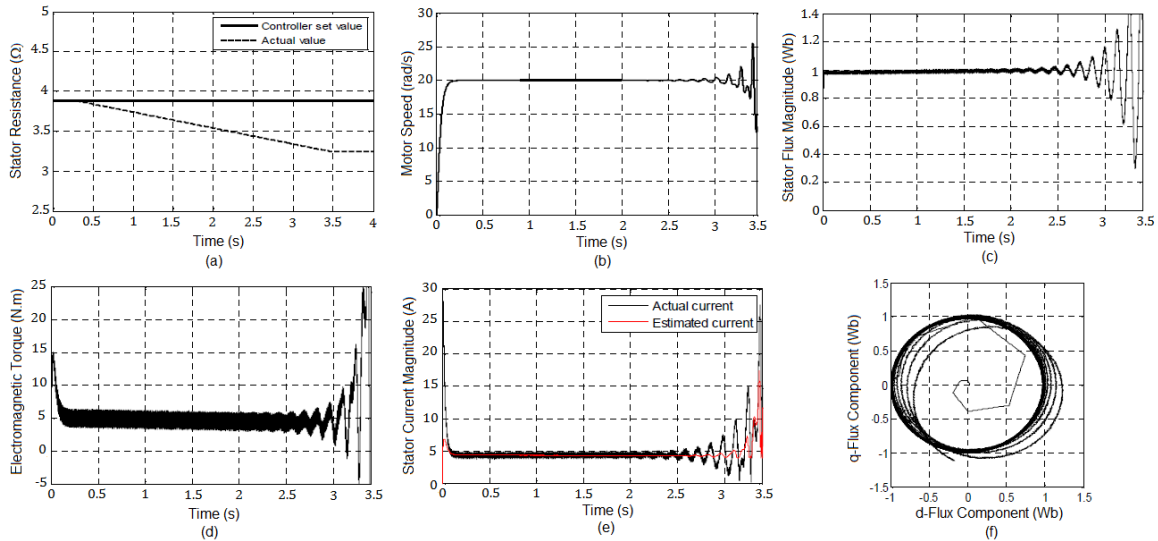 Stator Resistance (Ω)
5
4.5
4
3.5
3
2.5
Controller set value
Actual value
0 0.5 1 1.5 2 2.5 3 3.5 4
Time (s)
(a)
Motor Speed (rad/s)
30
25
20
15
10
5
0
0 0.5 1 1.5 2 2.5 3 3.5
Time (s)
(b)
Stator Flux Magnitude (Wb)
1.4
1.2
1
0.8
0.6
0.4
0.2
0 0.5 1 1.5 2 2.5 3 3.5
Time (s)
(c)
Electromagnetic Torque (N.m)
25
20
15
10
5
0
-5
0 0.5 1 1.5 2 2.5 3 3.5
Time (s)
(d)
Stator Current Magnitude (A)
30
25
20
15
10
5
0
Actual current
Estimated current
0 0.5 1 1.5 2 2.5 3 3.5
Time (s)
(e)
q-Flux Component (Wb)
1.5
1
0.5
0
-0.5
-1
1.5
-1 -0.5 0 0.5 1 1.5
d-Flux Component (Wb)
(f)